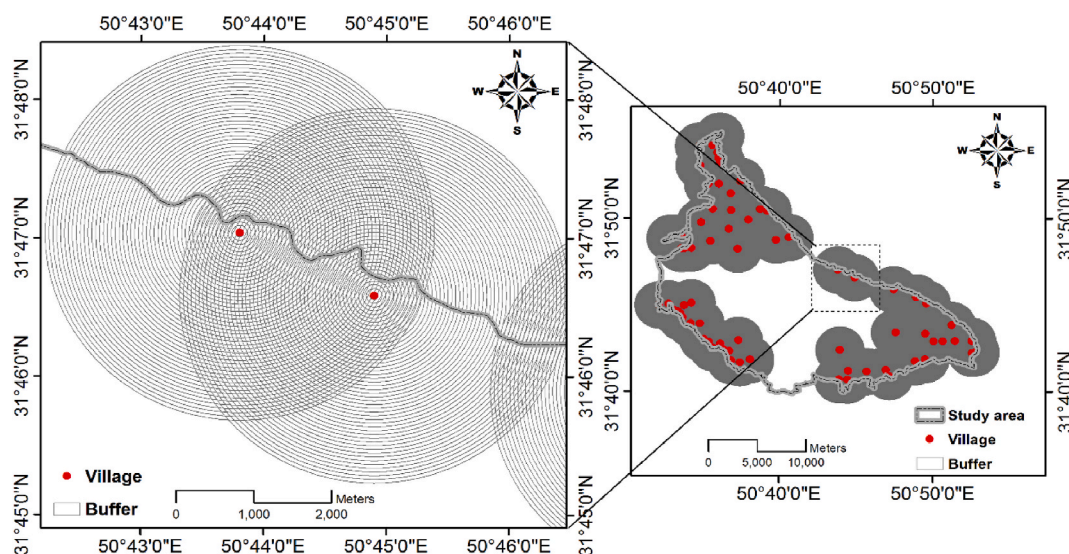 50°43'0"E 50°44'0"E 50°45'0"E 50°46'0"E
31°48'0"N
31°47'0"N
31°46'0"N
31°45'0"N
N
W E
S
Village
Buffer
Meters
0 1,000 2,000
31°48'0"N
31°47'0"N
31°46'0"N
31°45'0"N
50°43'0"E 50°44'0"E 50°45'0"E 50°46'0"E
50°40'0"E 50°50'0"E
31°50'0"N
31°40'0"N
N
W E
S
Study area
Village
Buffer
Meters
0 5,000 10,000
31°50'0"N
31°40'0"N
50°40'0"E 50°50'0"E